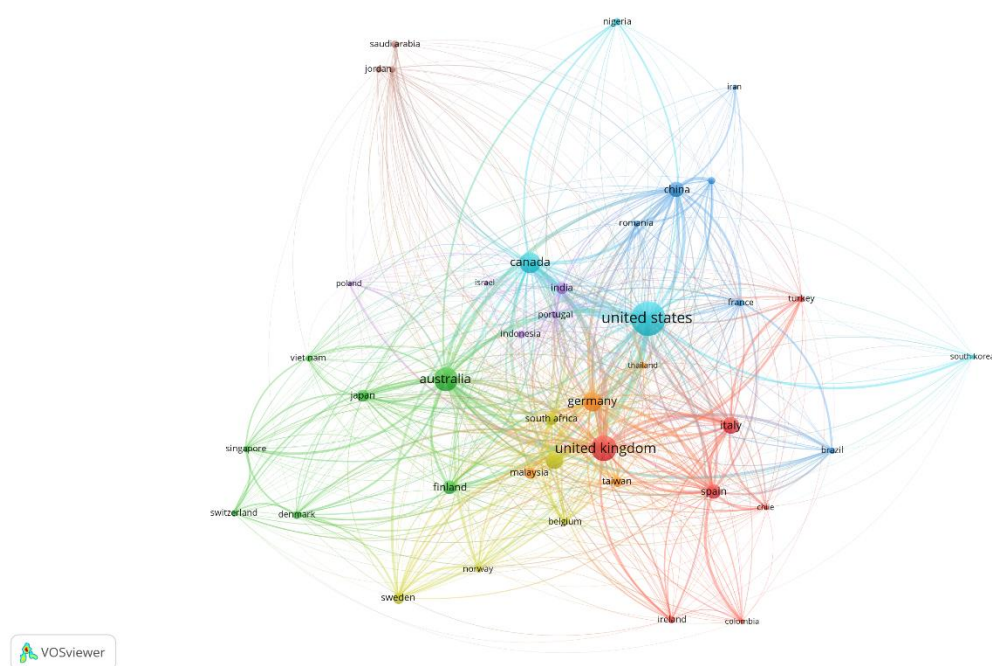 nigeria
saudi arabia
jordan
iran
china
romania
canada
poland
israel
india
france
turkey
portugal
united states
indonesia
viet nam
thailand
south korea
australia
japan
germany
south africa
italy
singapore
united kingdom
brazil
malaysia
taiwan
finland
spain
chile
switzerland
denmark
belgium
norway
sweden
ireland
colombia
VOSviewer